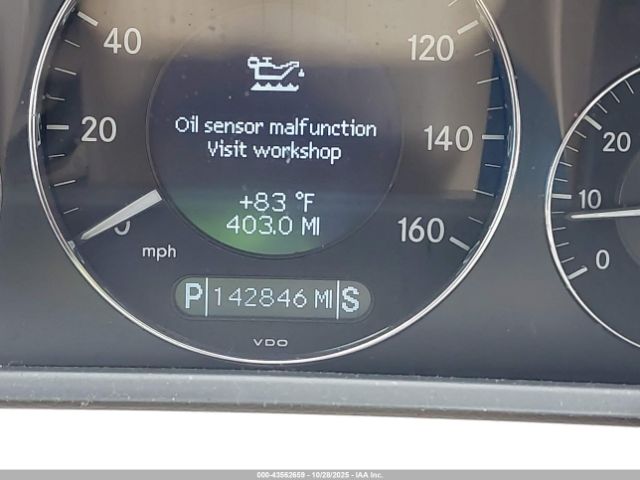 40
120
Oil sensor malfunction
20
140
20
Visit workshop
+83 °F
10
403.0 MI
160
0
mph
0
P 142846 MI S
VDO
000-43562659 - 10/28/2025 - IAA Inc.